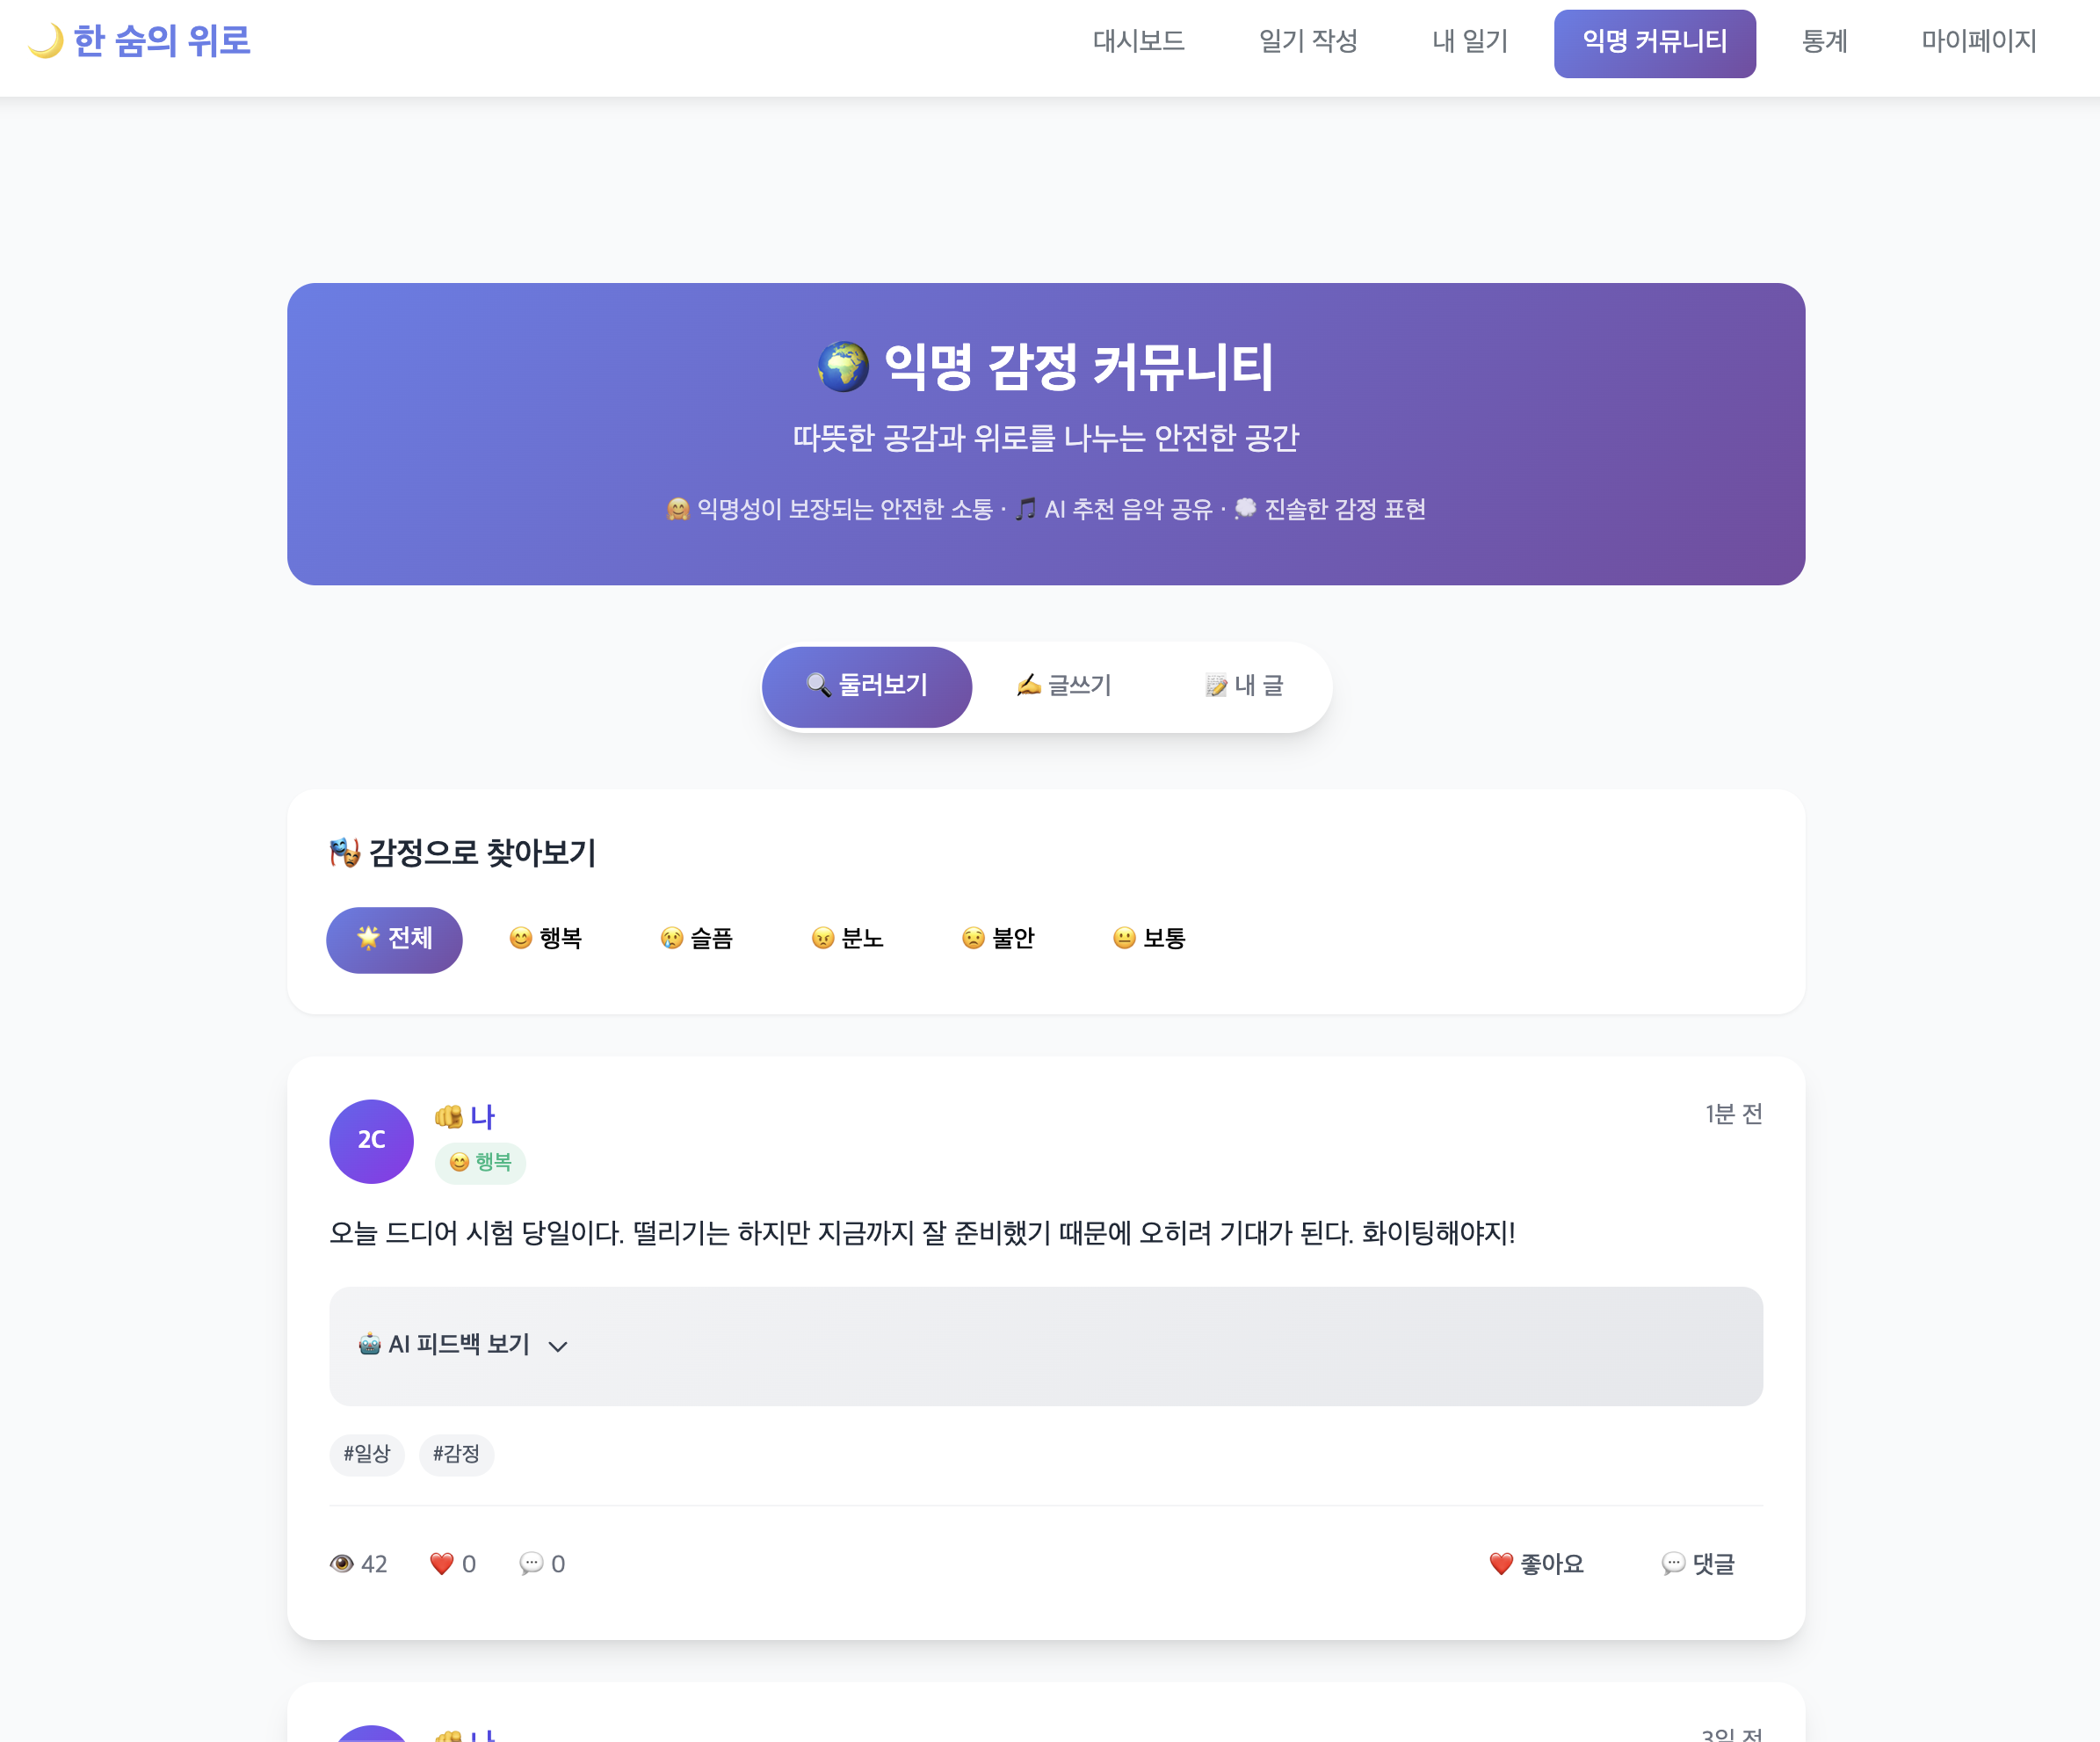 🌙 한 숨의 위로
대시보드 일기 작성 내 일기 익명 커뮤니티 통계 마이페이지
🌍 익명 감정 커뮤니티
따뜻한 공감과 위로를 나누는 안전한 공간
🤗 익명성이 보장되는 안전한 소통 · 🎵 AI 추천 음악 공유 · 💭 진솔한 감정 표현
🔍 둘러보기 ✍️ 글쓰기 📝 내 글
🎭 감정으로 찾아보기
🌟 전체 😊 행복 😢 슬픔 😠 분노 😟 불안 😐 보통
2C 🫵 나 1분 전
😊 행복
오늘 드디어 시험 당일이다. 떨리기는 하지만 지금까지 잘 준비했기 때문에 오히려 기대가 된다. 화이팅해야지!
🤖 AI 피드백 보기
#일상 #감정
👁️ 42 ❤️ 0 💬 0 ❤️ 좋아요 💬 댓글
🫵 나 3일 전